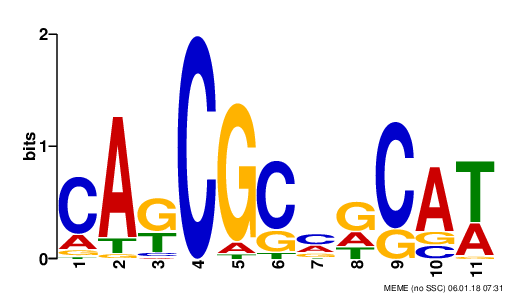 2
bits
1
0
C A G C G C C G C A T
A T T A G A A G G A
G G C T T G T C
T A
1 2 3 4 5 6 7 8 9 10 11
MEME (no SSC) 06.01.18 07:31